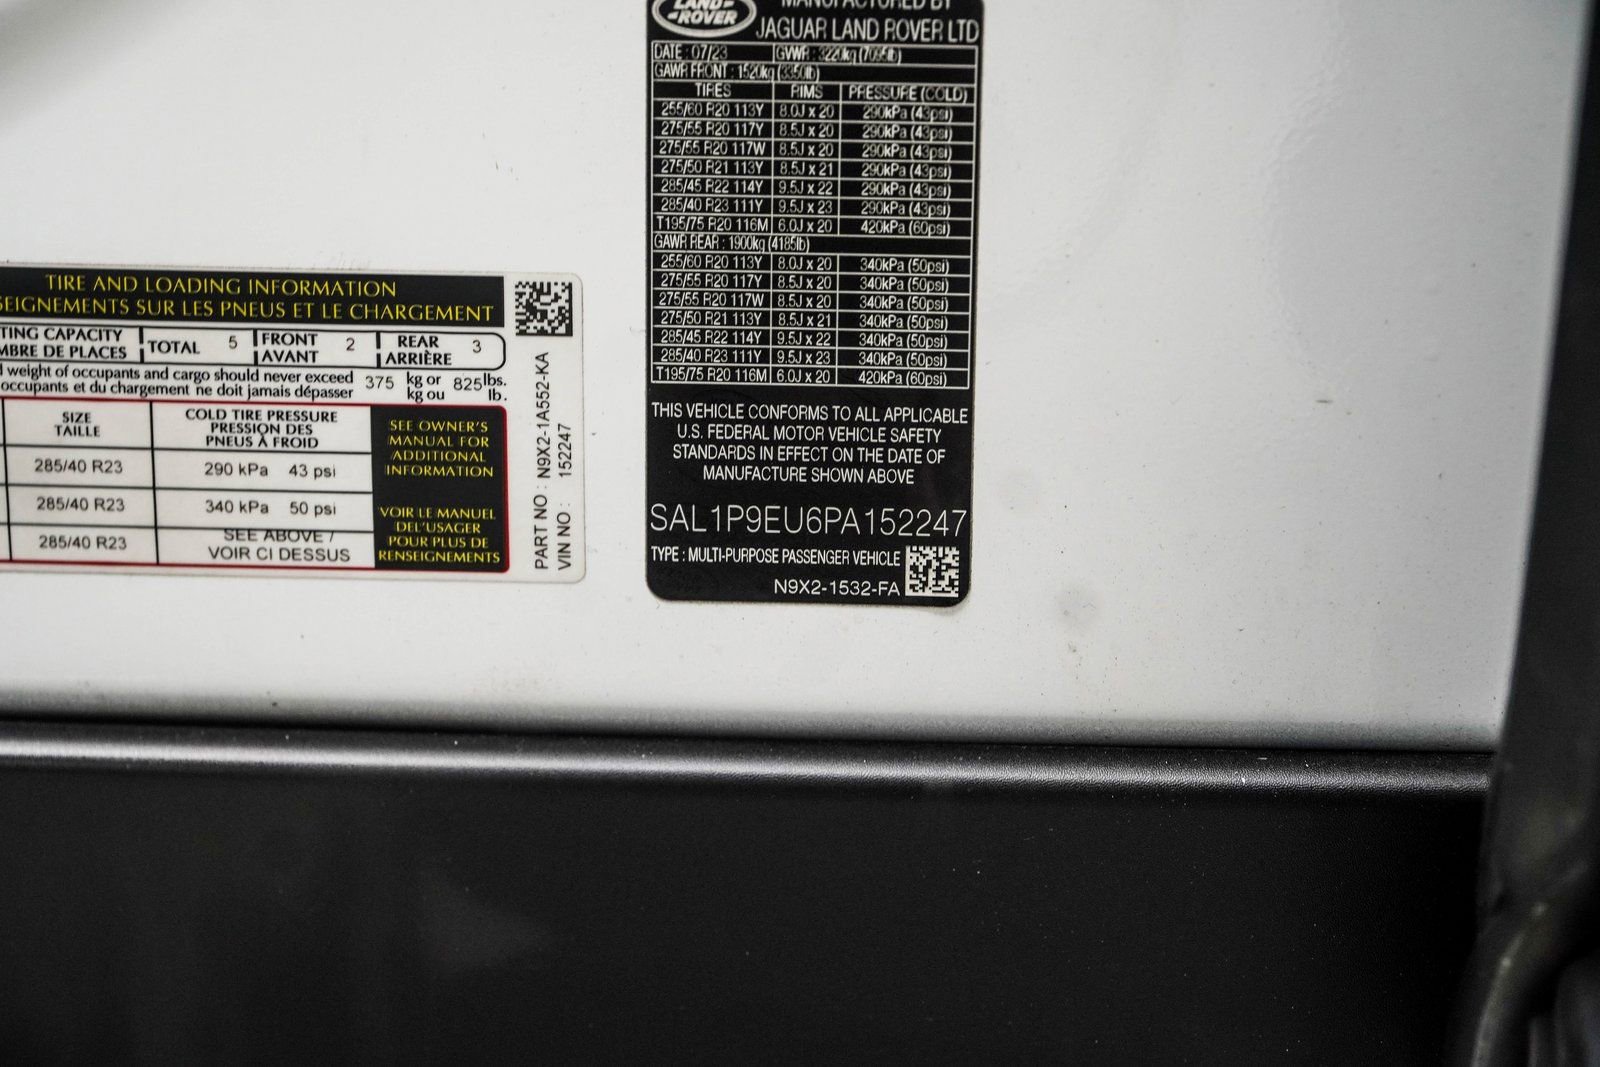 TIRE AND LOADING INFORMATION
SEIGNEMENTS SUR LES PNEUS ET LE CHARGEMENT
TING CAPACITY
MBRE DE PLACES
TOTAL 5
FRONT
AVANT
2
REAR
ARRIÈRE
3
weight of occupants and cargo should never exceed
occupants et du chargement ne doit jamais dépasser
375 kg or
kg ou
825 lbs.
lb.
SIZE
TAILLE
COLD TIRE PRESSURE
PRESSION DES
PNEUS À FROID
285/40 R23 290 kPa 43 psi
285/40 R23 340 kPa 50 psi
285/40 R23
SEE ABOVE /
VOIR CI DESSUS
SEE OWNER'S
MANUAL FOR
ADDITIONAL
INFORMATION
VOIR LE MANUEL
DEL'USAGER
POUR PLUS DE
RENSEIGNEMENTS
PART NO : N9X2-1A552-KA
VIN NO : 152247
LAND-
-ROVER
MANUFACTURED BY
JAGUAR LAND ROVER LTD
DATE : 07/23 GVWR : 3220kg (7095lb)
GAWR FRONT : 1520kg (3350lb)
TIRES RIMS PRESSURE (COLD)
255/60 R20 113Y 8.0J x 20 290kPa (43psi)
275/55 R20 117Y 8.5J x 20 290kPa (43psi)
275/55 R20 117W 8.5J x 20 290kPa (43psi)
275/50 R21 113Y 8.5J x 21 290kPa (43psi)
285/45 R22 114Y 9.5J x 22 290kPa (43psi)
285/40 R23 111Y 9.5J x 23 290kPa (43psi)
T195/75 R20 116M 6.0J x 20 420kPa (60psi)
GAWR REAR : 1900kg (4185lb)
255/60 R20 113Y 8.0J x 20 340kPa (50psi)
275/55 R20 117Y 8.5J x 20 340kPa (50psi)
275/55 R20 117W 8.5J x 20 340kPa (50psi)
275/50 R21 113Y 8.5J x 21 340kPa (50psi)
285/45 R22 114Y 9.5J x 22 340kPa (50psi)
285/40 R23 111Y 9.5J x 23 340kPa (50psi)
T195/75 R20 116M 6.0J x 20 420kPa (60psi)
THIS VEHICLE CONFORMS TO ALL APPLICABLE
U.S. FEDERAL MOTOR VEHICLE SAFETY
STANDARDS IN EFFECT ON THE DATE OF
MANUFACTURE SHOWN ABOVE
SAL1P9EU6PA152247
TYPE : MULTI-PURPOSE PASSENGER VEHICLE
N9X2-1532-FA